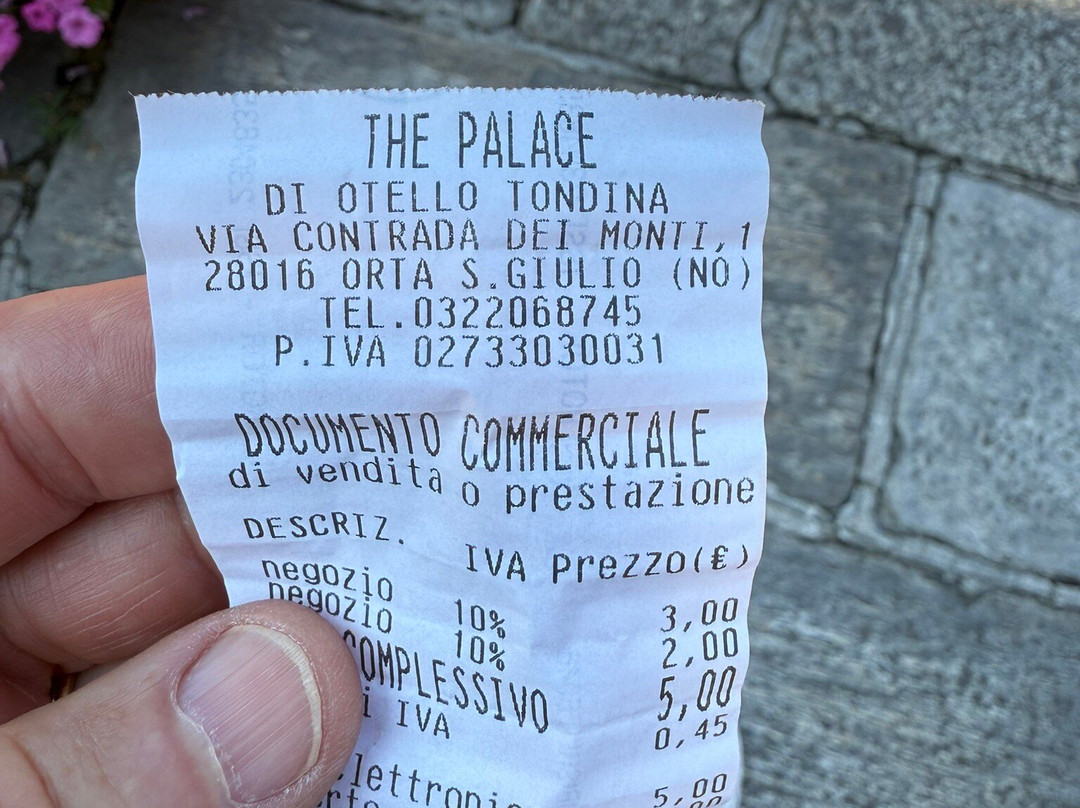 THE PALACE
DI OTELLO TONDINA
VIA CONTRADA DEI MONTI,1
28016 ORTA S.GIULIO (NO)
TEL.0322068745
P.IVA 02733030031
DOCUMENTO COMMERCIALE
di vendita o prestazione
DESCRIZ. IVA Prezzo(€)
negozio 10% 3,00
negozio 10% 2,00
COMPLESSIVO 5,00
IVA 0,45
5,00